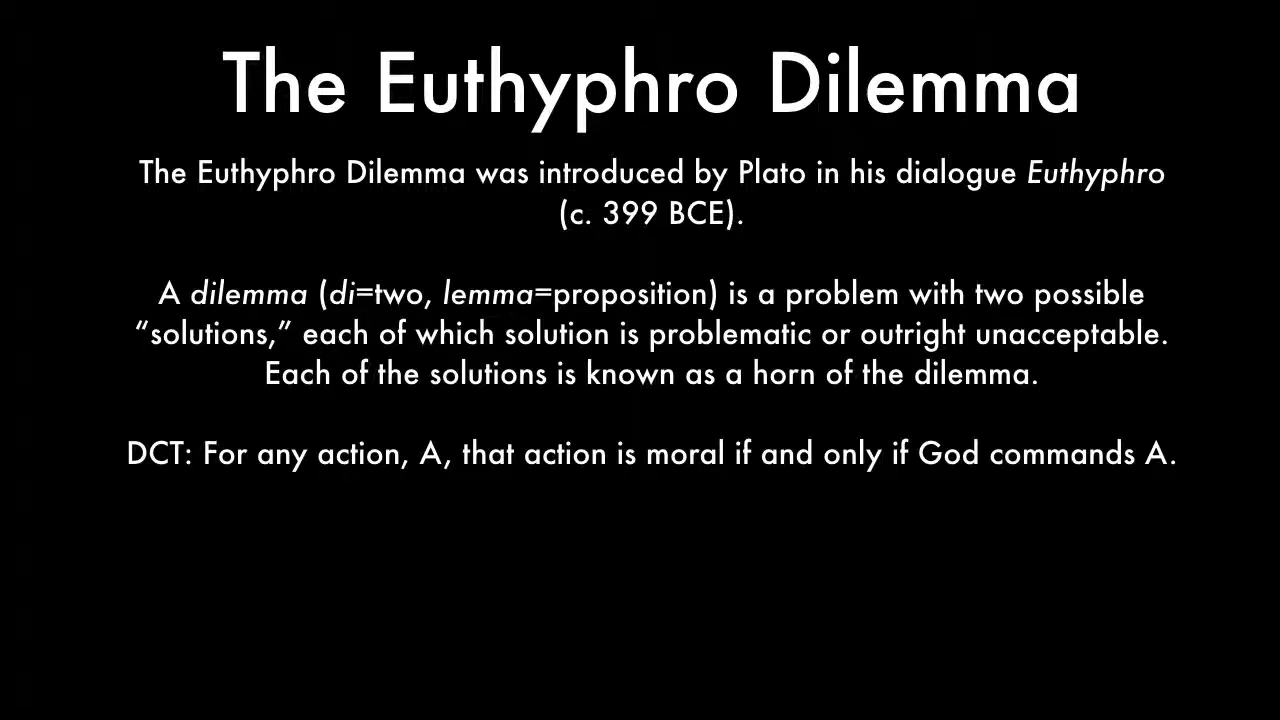 The Euthyphro Dilemma
The Euthyphro Dilemma was introduced by Plato in his dialogue Euthyphro
(c. 399 BCE).
A dilemma (di=two, lemma=proposition) is a problem with two possible
“solutions,” each of which solution is problematic or outright unacceptable.
Each of the solutions is known as a horn of the dilemma.
DCT: For any action, A, that action is moral if and only if God commands A.